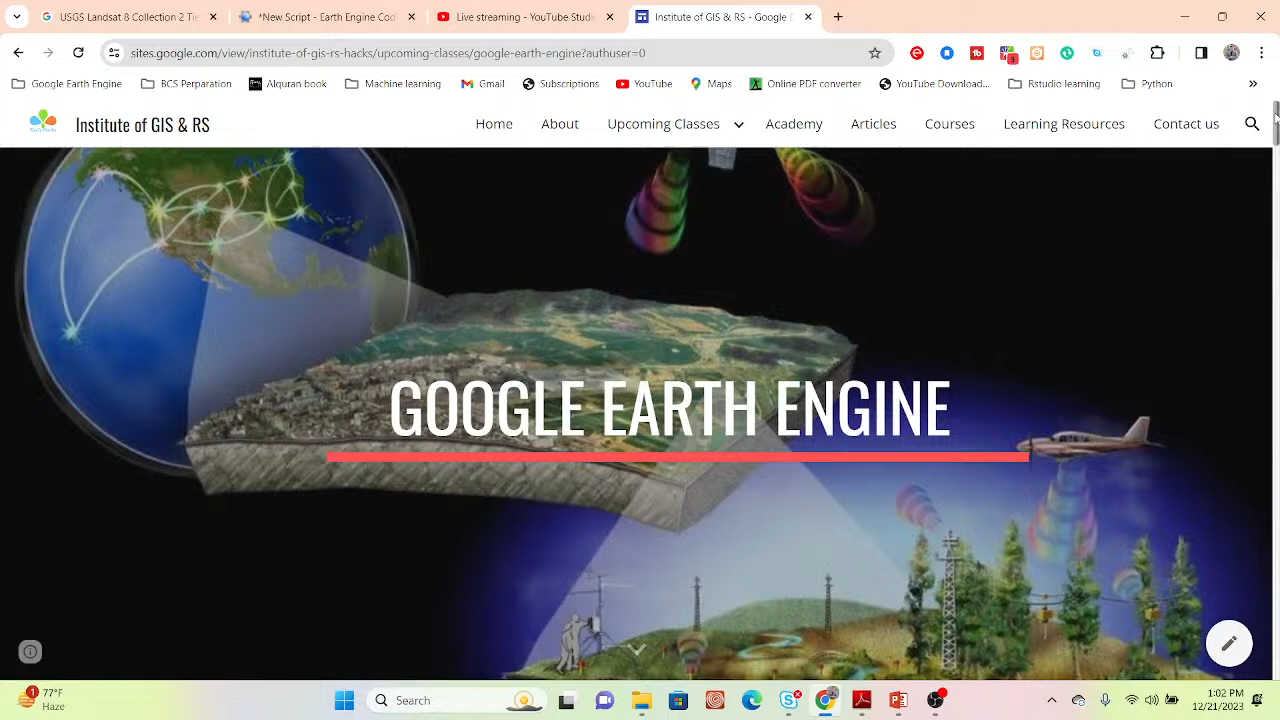 USGS Landsat 8 Collection 2 Tie
*New Script - Earth Engine Cod
Live streaming - YouTube Studio
Institute of GIS & RS - Google D
sites.google.com/view/institute-of-gis-rs-hacks/upcoming-classes/google-earth-engine?authuser=0
Google Earth Engine
BCS Preparation
Alquran book
Machine learning
Gmail
Subscriptions
YouTube
Maps
Online PDF converter
YouTube Download...
Rstudio learning
Python
»
Institute of GIS & RS
Home
About
Upcoming Classes
Academy
Articles
Courses
Learning Resources
Contact us
GOOGLE EARTH ENGINE
1
77°F
Haze
Search
1:02 PM
12/21/2023